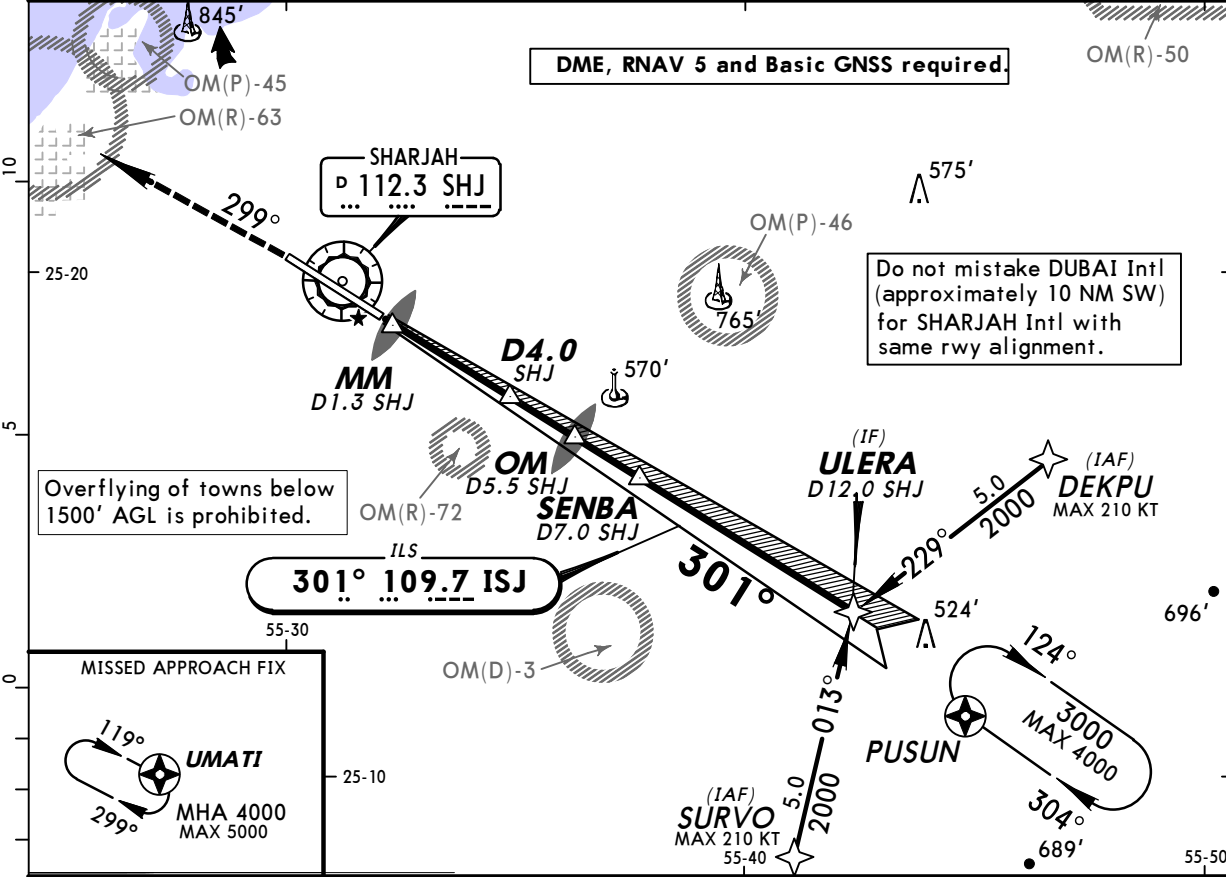 845'
OM(R)-50
DME, RNAV 5 and Basic GNSS required.
OM(P)-45
OM(R)-63
10
SHARJAH
D 112.3 SHJ
575'
299°
OM(P)-46
25-20
Do not mistake DUBAI Intl
(approximately 10 NM SW)
for SHARJAH Intl with
same rwy alignment.
765'
D4.0
SHJ
570'
MM
D1.3 SHJ
5
(IF)
ULERA
D12.0 SHJ
(IAF)
DEKPU
MAX 210 KT
5.0
2000
229°
OM
D5.5 SHJ
Overflying of towns below
1500' AGL is prohibited.
OM(R)-72
SENBA
D7.0 SHJ
ILS
301° 109.7 ISJ
301°
524'
696'
55-30
OM(D)-3
0
MISSED APPROACH FIX
119°
UMATI
299°
MHA 4000
MAX 5000
25-10
013°
5.0
2000
(IAF)
SURVO
MAX 210 KT
55-40
PUSUN
124°
3000
MAX 4000
304°
689'
55-50